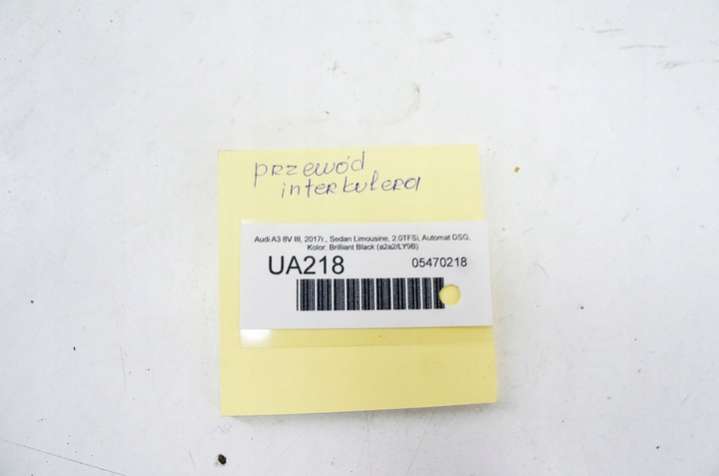 przewód
interkulera
Audi A3 8V III, 2017r., Sedan Limousine, 2.0TFSi, Automat DSG,
Kolor: Brilliant Black (a2a2/LY9B)
UA218 05470218